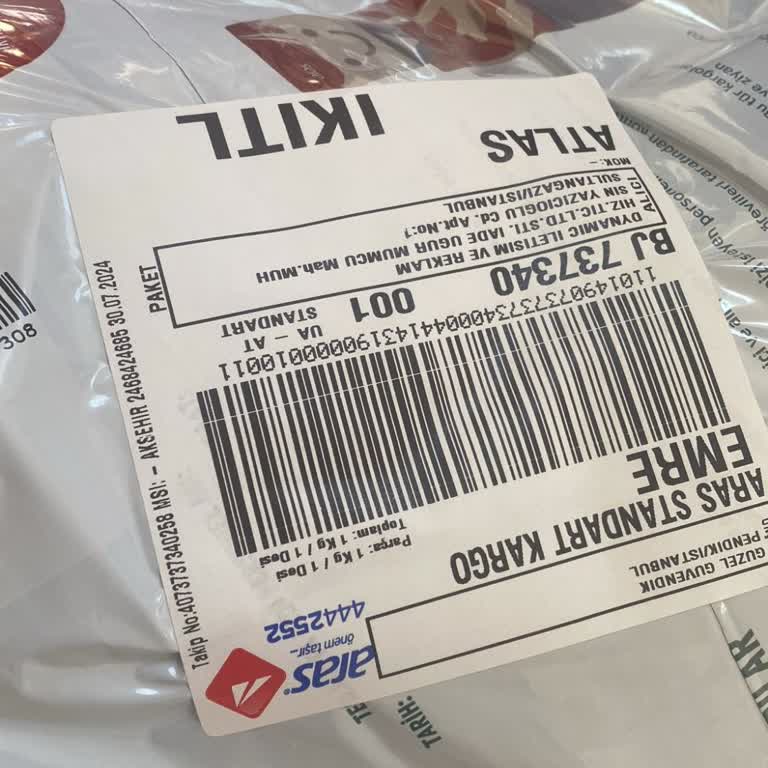 aras
önem taşır...
4442552
GUZEL GUVENDIK
PENDIK/ISTANBUL
ARAS STANDART KARGO
EMRE
Parça: 1 Kg / 1 Desi
Toplam: 1 Kg / 1 Desi
BJ 737340 001 UA - AT
STANDART
PAKET
ALICI
DYNAMIC ILETISIM VE REKLAM
HIZ.TIC.LTD.STI. IADE UGUR MUMCU Mah.MUH
SIN YAZICIOGLU Cd. Apt.No:1
SULTANGAZI/ISTANBUL
MOK: -
ATLAS IKITL
Takip No:4073737340258 MSI: - AKSEHIR 2468424685 30.07.2024
308
TARİH: